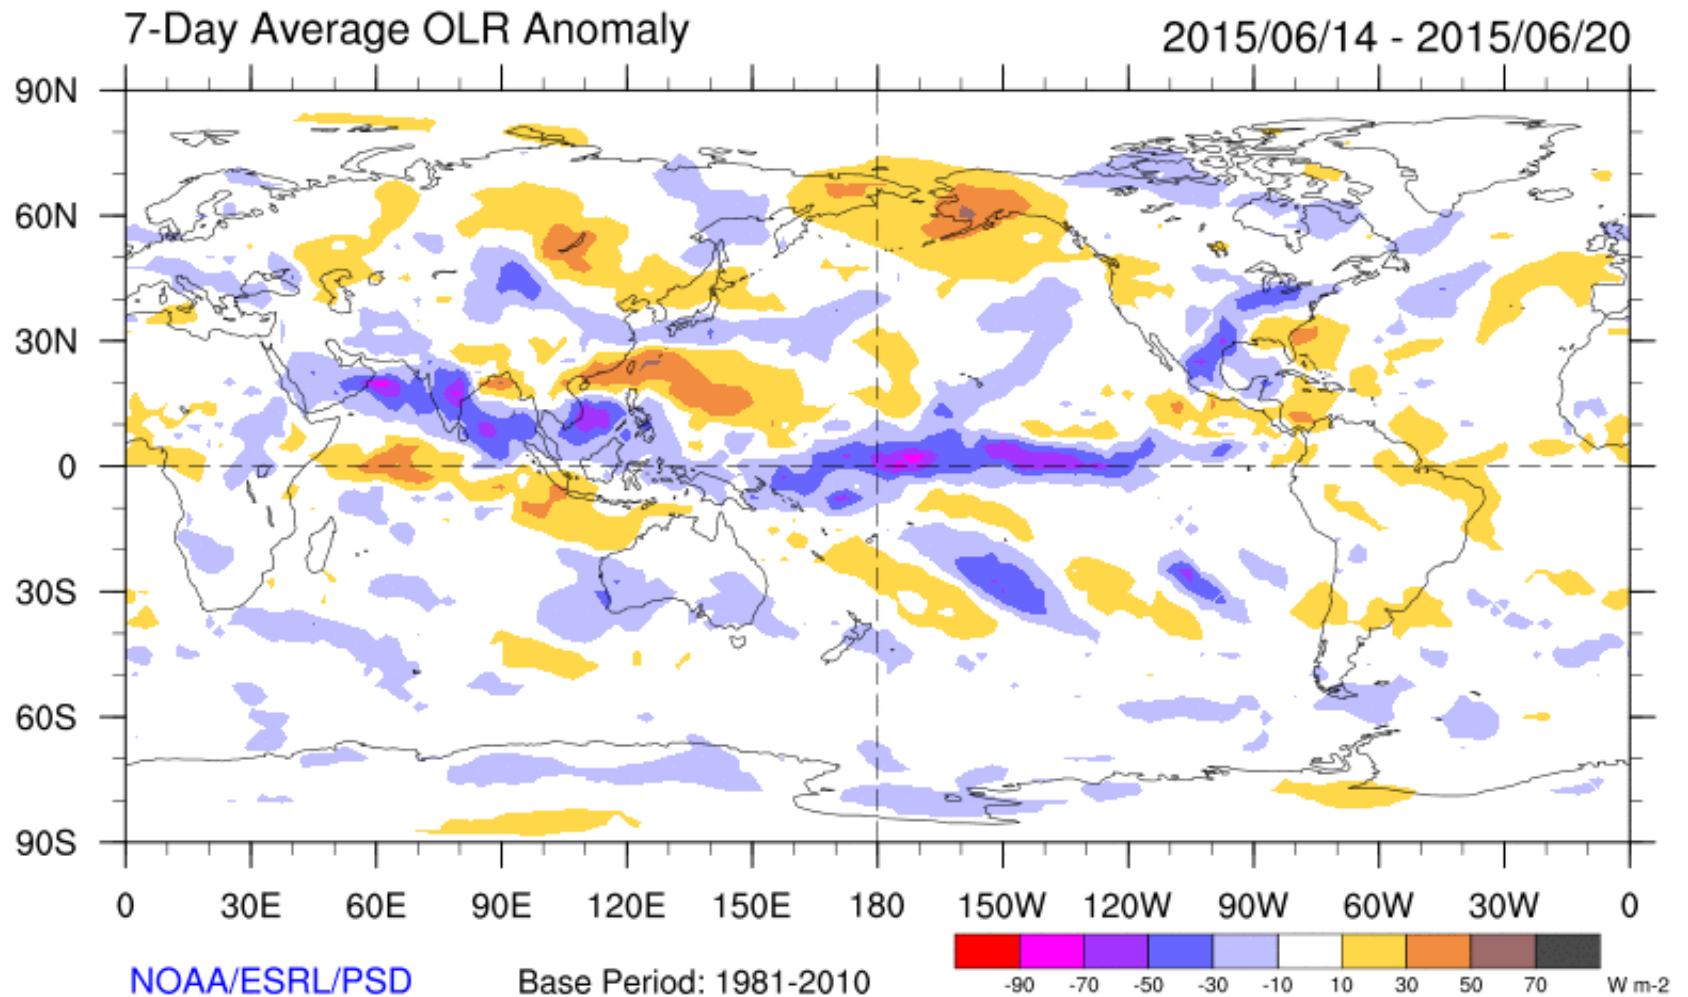 7-Day Average OLR Anomaly 2015/06/14 - 2015/06/20
90N
60N
30N
0
30S
60S
90S
0 30E 60E 90E 120E 150E 180 150W 120W 90W 60W 30W 0
-90 -70 -50 -30 -10 10 30 50 70 W m-2
NOAA/ESRL/PSD Base Period: 1981-2010